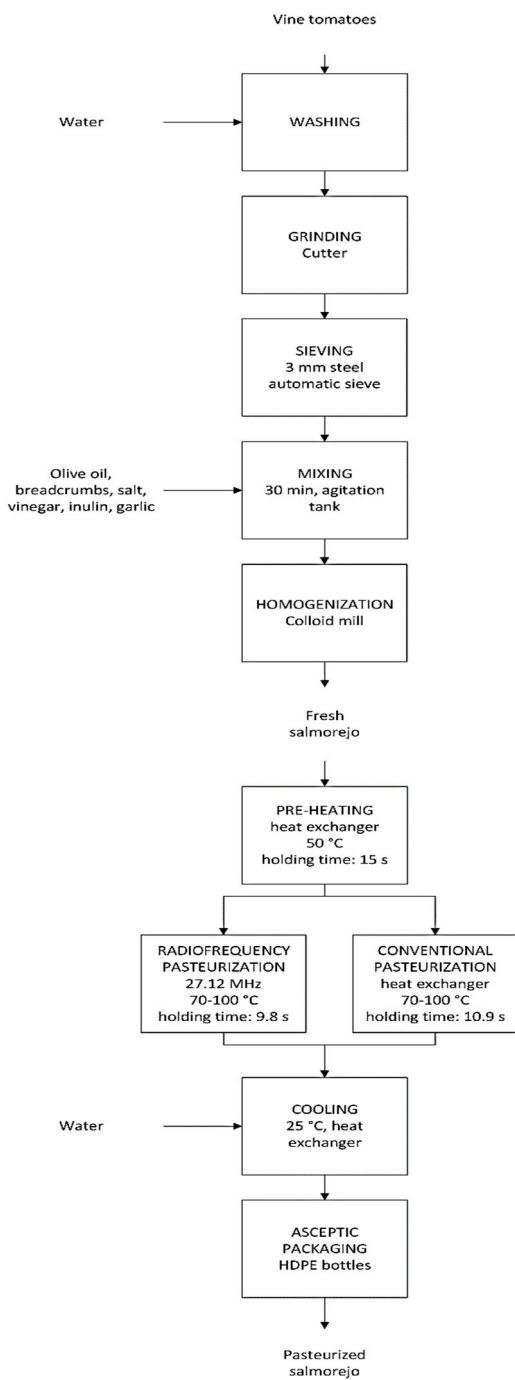 Vine tomatoes
Water
WASHING
GRINDING
Cutter
SIEVING
3 mm steel
automatic sieve
Olive oil,
breadcrumbs, salt,
vinegar, inulin, garlic
MIXING
30 min, agitation
tank
HOMOGENIZATION
Colloid mill
Fresh
salmorejo
PRE-HEATING
heat exchanger
50 °C
holding time: 15 s
RADIOFREQUENCY
PASTEURIZATION
27.12 MHz
70-100 °C
holding time: 9.8 s
CONVENTIONAL
PASTEURIZATION
heat exchanger
70-100 °C
holding time: 10.9 s
Water
COOLING
25 °C, heat
exchanger
ASCEPTIC
PACKAGING
HDPE bottles
Pasteurized
salmorejo